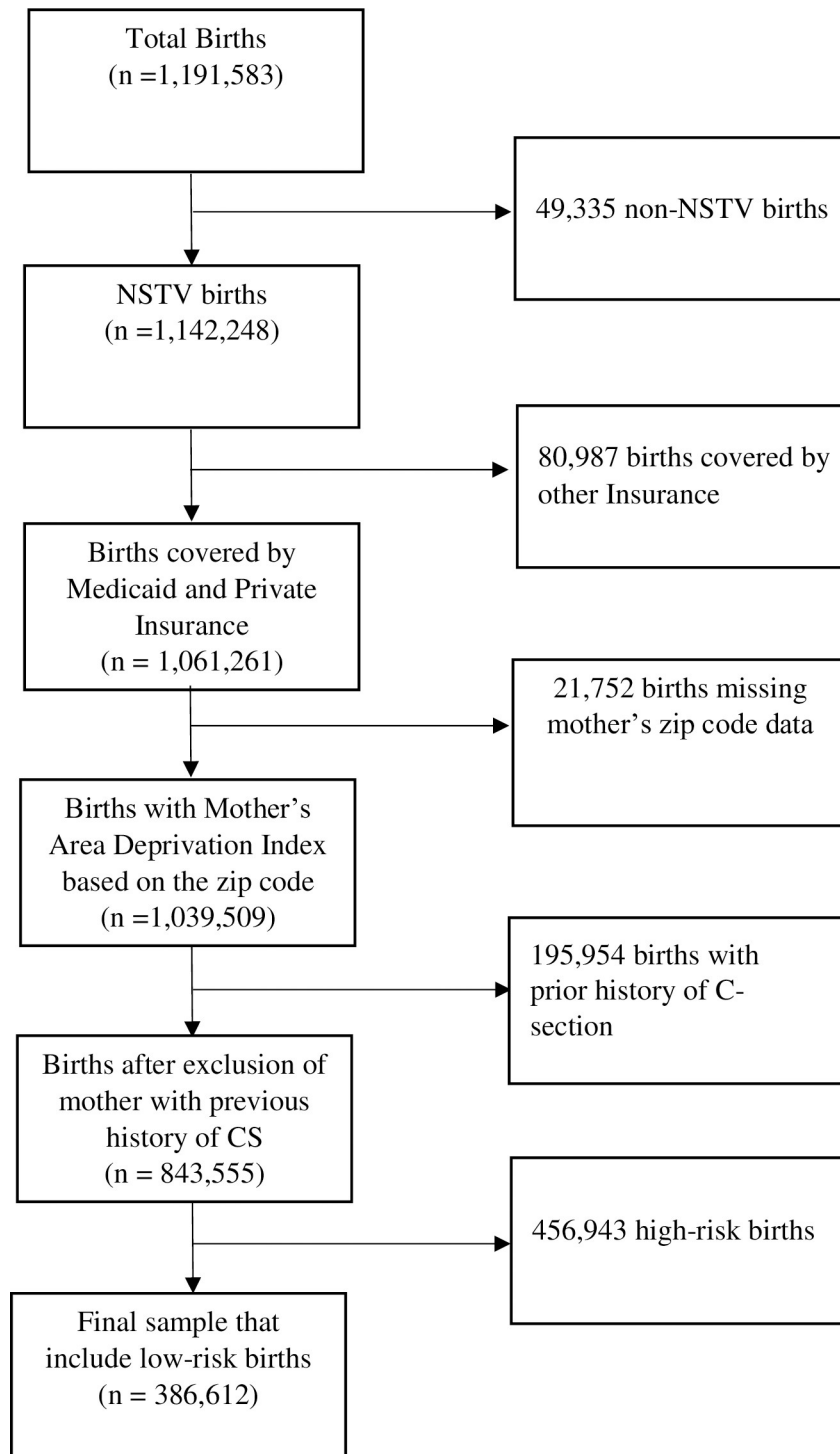 Total Births
(n =1,191,583)
49,335 non-NSTV births
NSTV births
(n =1,142,248)
80,987 births covered by
other Insurance
Births covered by
Medicaid and Private
Insurance
(n = 1,061,261)
21,752 births missing
mother’s zip code data
Births with Mother’s
Area Deprivation Index
based on the zip code
(n =1,039,509)
195,954 births with
prior history of C-
section
Births after exclusion of
mother with previous
history of CS
(n = 843,555)
456,943 high-risk births
Final sample that
include low-risk births
(n = 386,612)